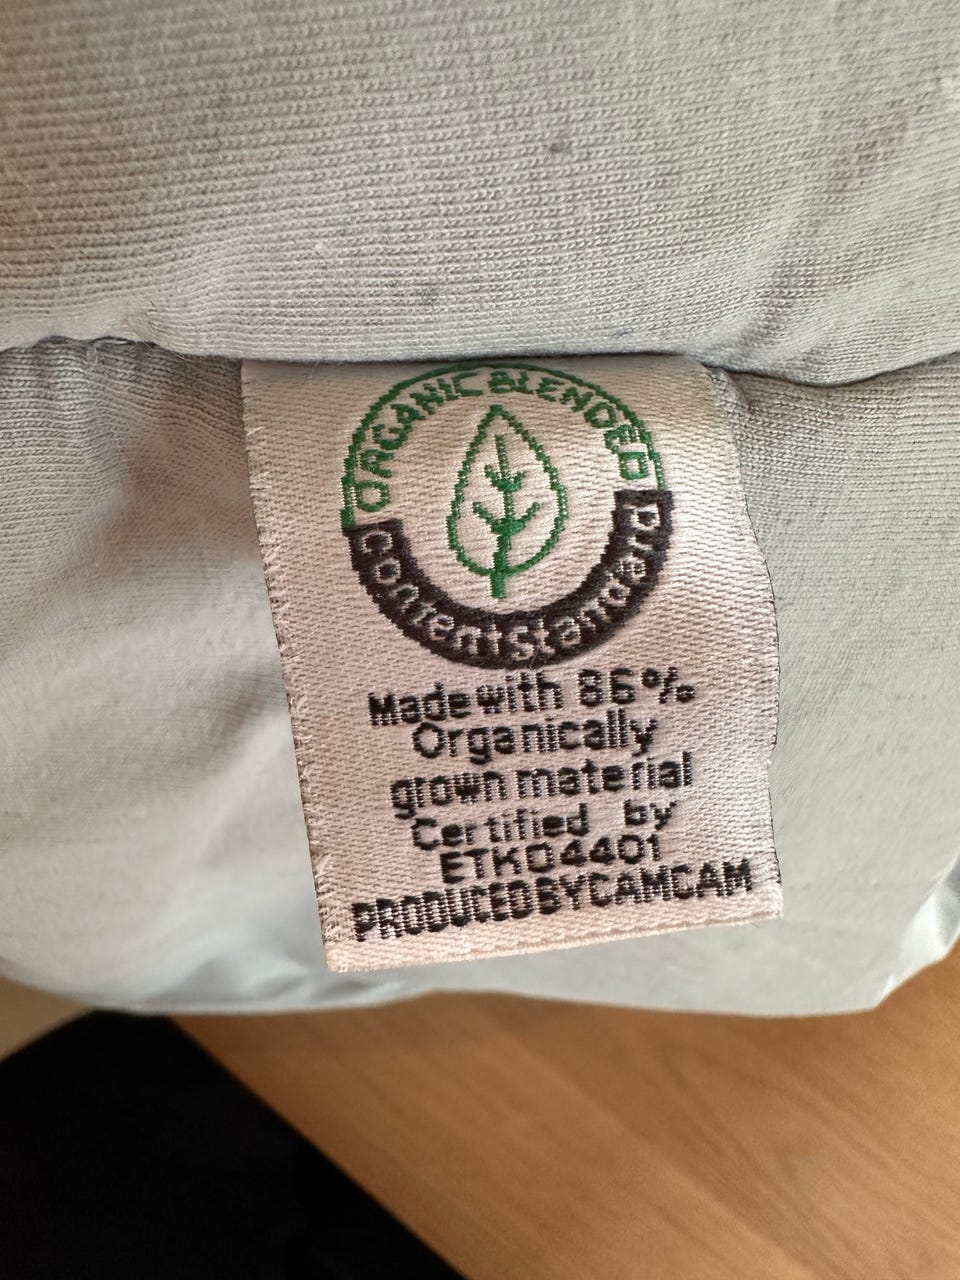 ORGANIC BLENDED
Content Standard
Made with 86%
Organically
grown material
Certified by
ETKO4401
PRODUCED BY CAMCAM